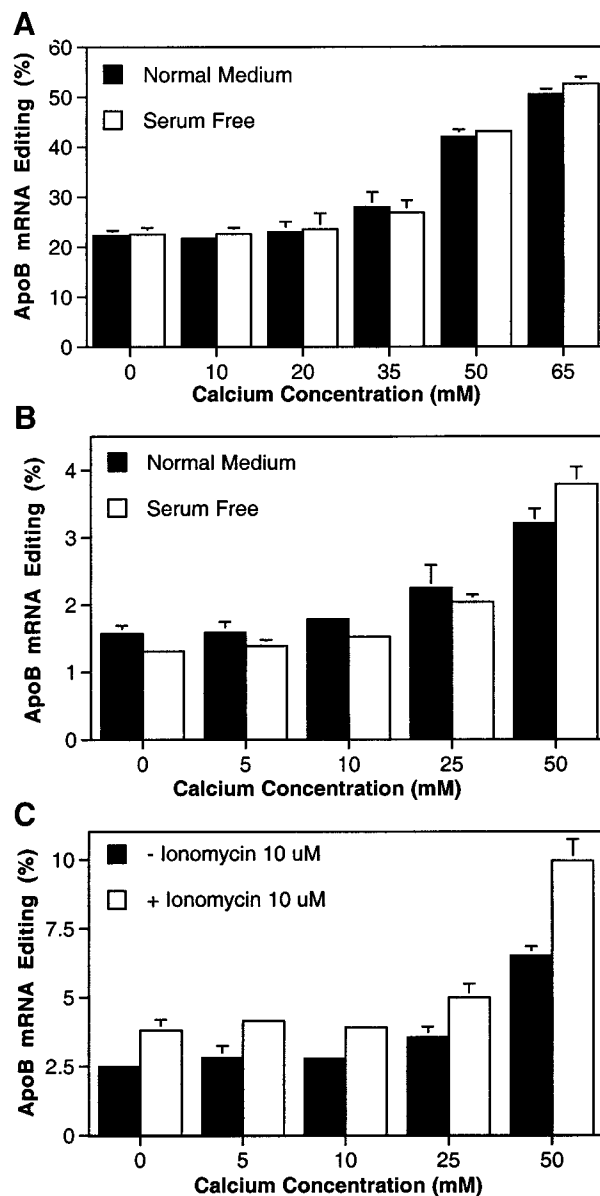 A
ApoB mRNA Editing (%)
60
50
40
30
20
10
0
Normal Medium
Serum Free
0 10 20 35 50 65
Calcium Concentration (mM)
B
ApoB mRNA Editing (%)
4
3
2
1
0
Normal Medium
Serum Free
0 5 10 25 50
Calcium Concentration (mM)
C
ApoB mRNA Editing (%)
10
7.5
5
2.5
0
- Ionomycin 10 uM
+ Ionomycin 10 uM
0 5 10 25 50
Calcium Concentration (mM)